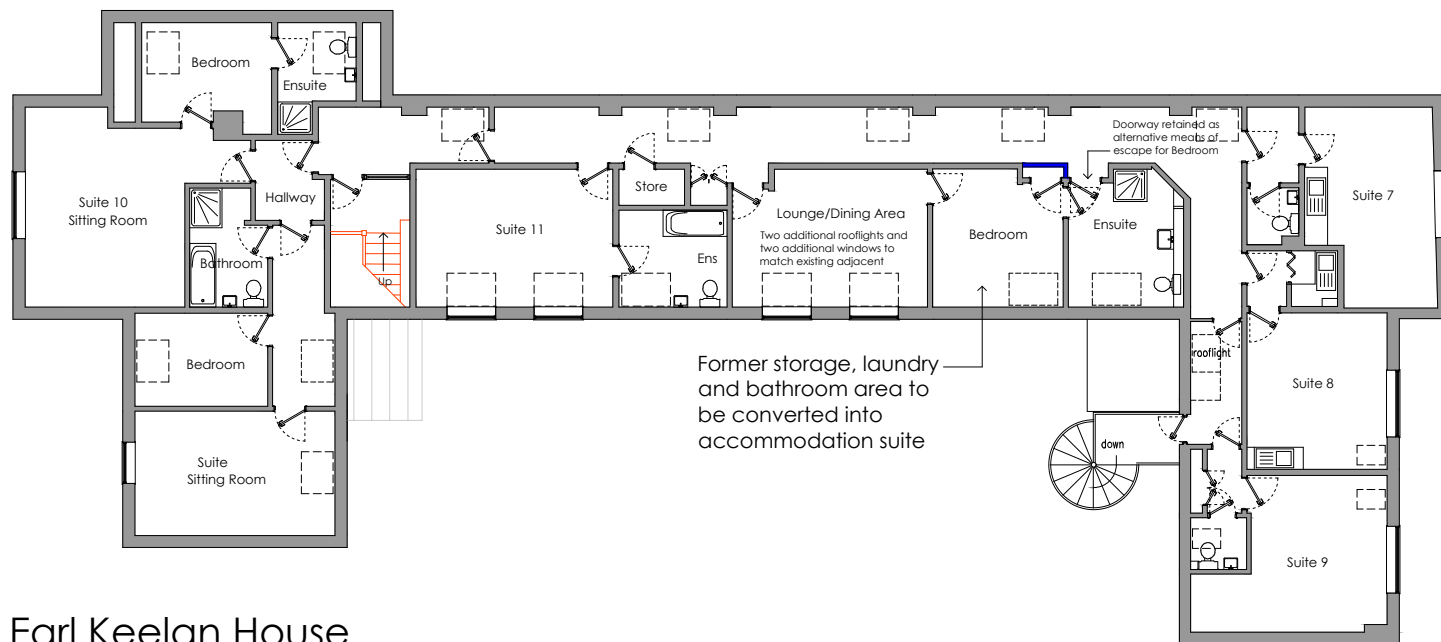 Bedroom
Ensuite
Doorway retained as
alternative means of
escape for Bedroom
Suite 10
Sitting Room
Hallway
Store
Suite 7
Suite 11
Lounge/Dining Area
Two additional rooflights and
two additional windows to
match existing adjacent
Bedroom
Ensuite
Bathroom
Ens
Up
Bedroom
Former storage, laundry
and bathroom area to
be converted into
accommodation suite
rooflight
Suite 8
down
Suite
Sitting Room
Suite 9
Earl Keelan House